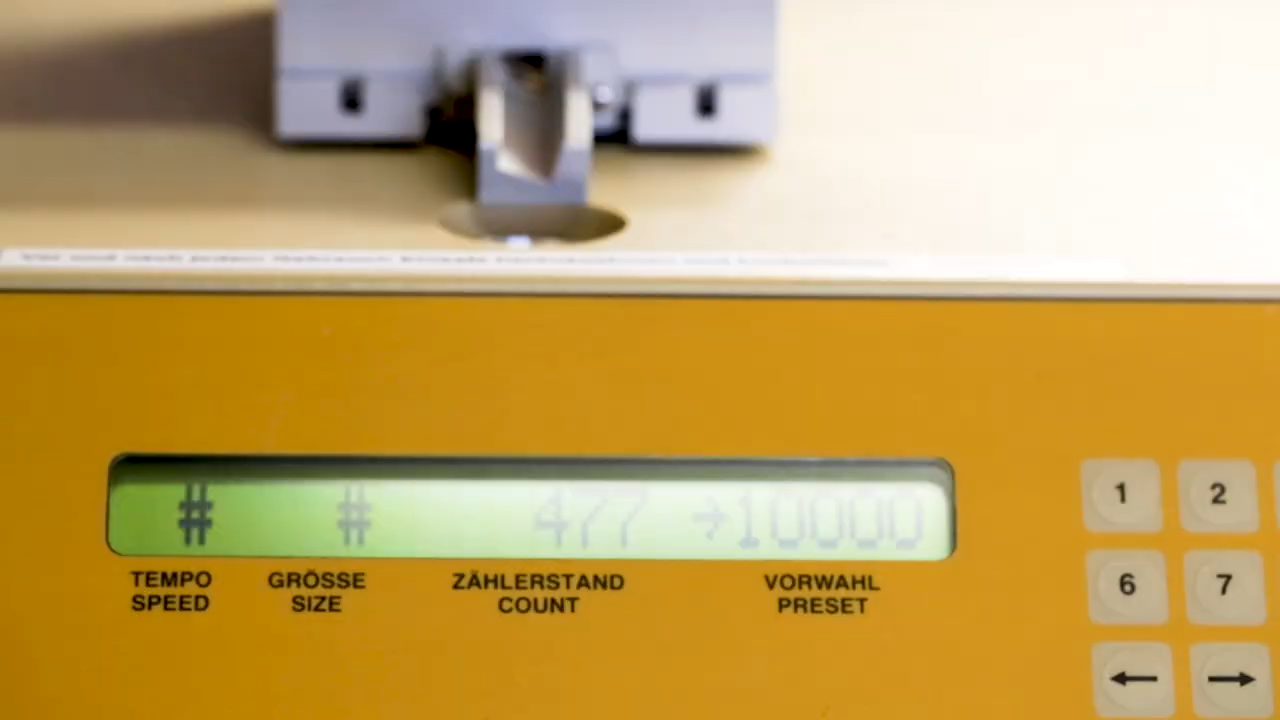 # # 477 →10000
TEMPO GRÖSSE ZÄHLERSTAND VORWAHL
SPEED SIZE COUNT PRESET
1 2
6 7
← →